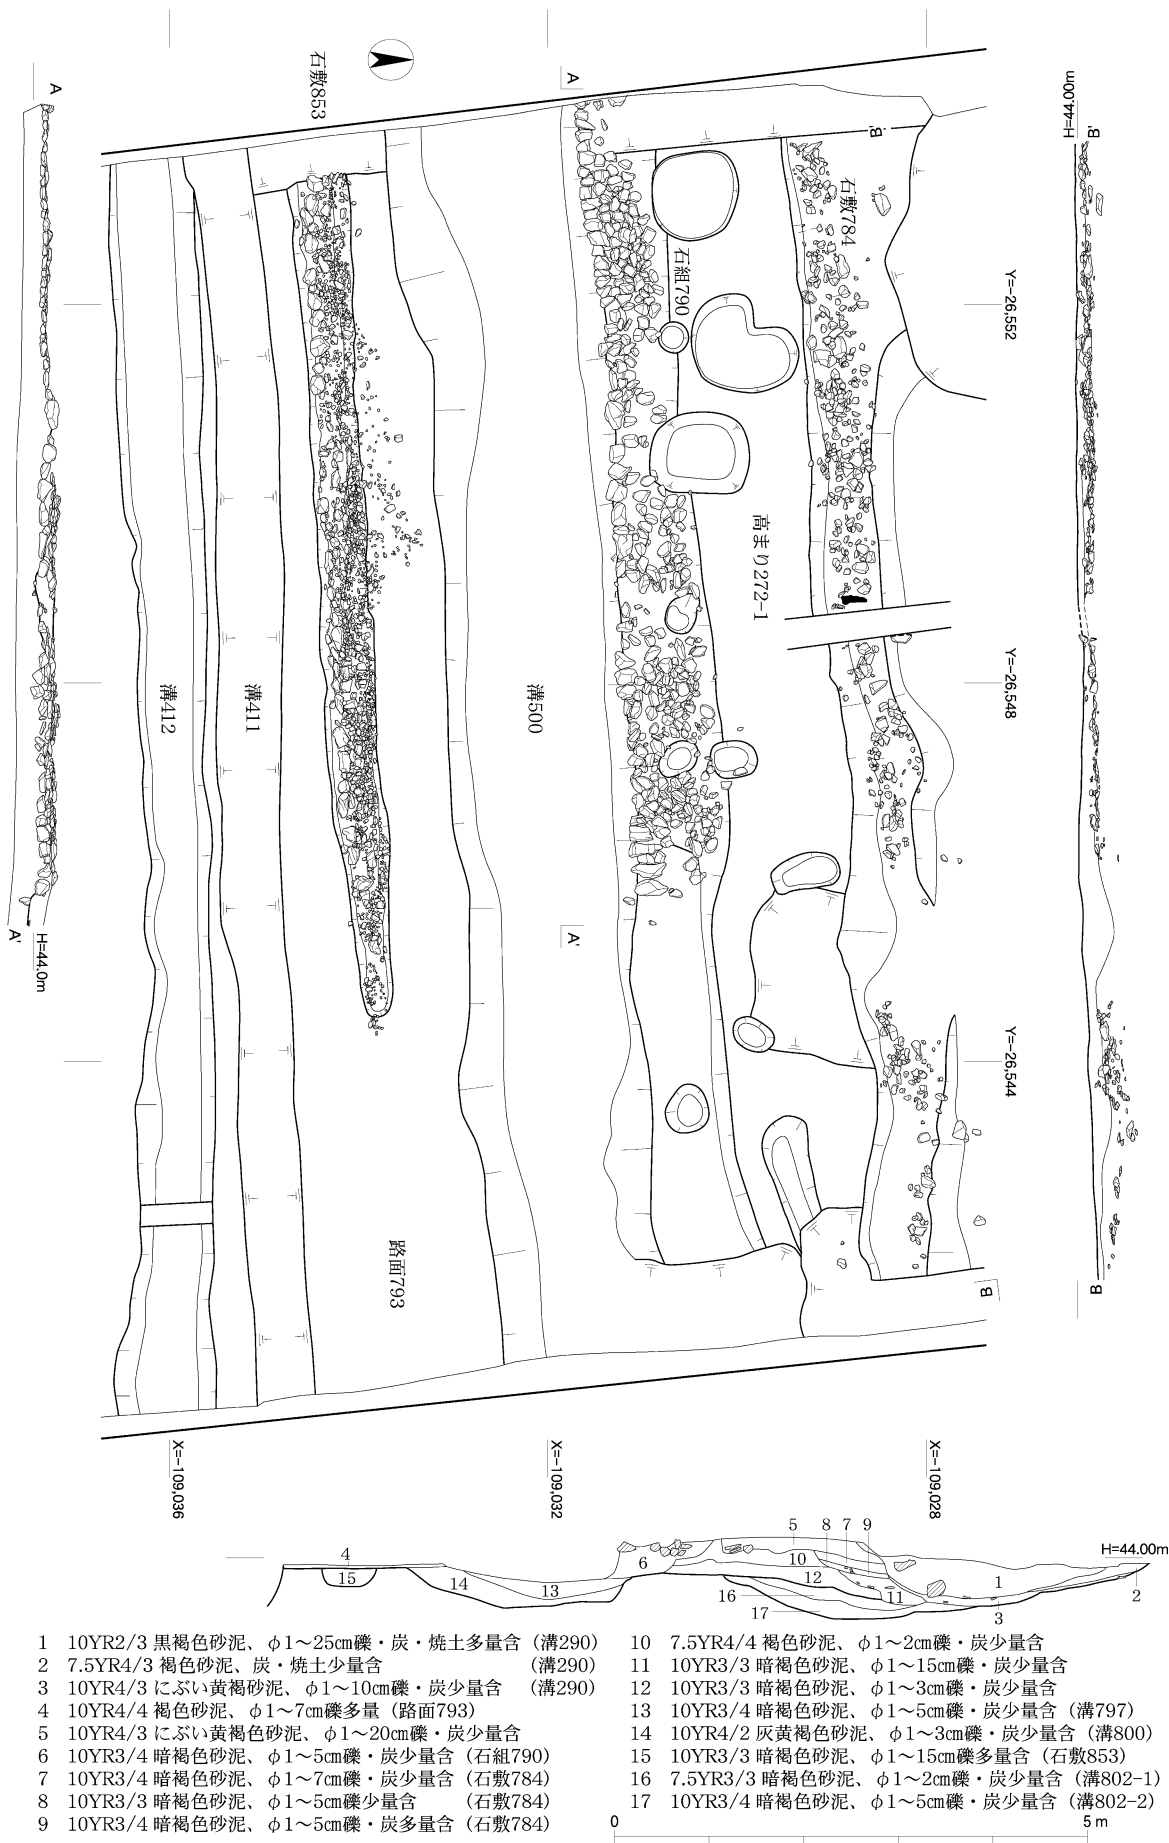 A
A'
H=44.0m
石敷853
A
H=44.00m
B'
B'
石敷784
石組790
Y=-26,552
高まり272-1
Y=-26,548
溝412
溝411
溝500
A'
Y=-26,544
路面793
B
B
X=-109,036
X=-109,032
X=-109,028
H=44.00m
5
8
7
9
4
15
14
13
6
10
12
16
17
11
1
3
2
1 10YR2/3 黒褐色砂泥、φ1〜25㎝礫・炭・焼土多量含(溝290)
2 7.5YR4/3 褐色砂泥、炭・焼土少量含 (溝290)
3 10YR4/3 にぶい黄褐砂泥、φ1〜10㎝礫・炭少量含 (溝290)
4 10YR4/4 褐色砂泥、φ1〜7㎝礫多量(路面793)
5 10YR4/3 にぶい黄褐色砂泥、φ1〜20㎝礫・炭少量含
6 10YR3/4 暗褐色砂泥、φ1〜5㎝礫・炭少量含(石組790)
7 10YR3/4 暗褐色砂泥、φ1〜7㎝礫・炭少量含(石敷784)
8 10YR3/3 暗褐色砂泥、φ1〜5㎝礫少量含 (石敷784)
9 10YR3/4 暗褐色砂泥、φ1〜5㎝礫・炭多量含(石敷784)
10 7.5YR4/4 褐色砂泥、φ1〜2㎝礫・炭少量含
11 10YR3/3 暗褐色砂泥、φ1〜15㎝礫・炭少量含
12 10YR3/3 暗褐色砂泥、φ1〜3㎝礫・炭少量含
13 10YR3/4 暗褐色砂泥、φ1〜5㎝礫・炭少量含(溝797)
14 10YR4/2 灰黄褐色砂泥、φ1〜3㎝礫・炭少量含(溝800)
15 10YR3/3 暗褐色砂泥、φ1〜15㎝礫多量含(石敷853)
16 7.5YR3/3 暗褐色砂泥、φ1〜2㎝礫・炭少量含(溝802-1)
17 10YR3/4 暗褐色砂泥、φ1〜5㎝礫・炭少量含(溝802-2)
0
5 m